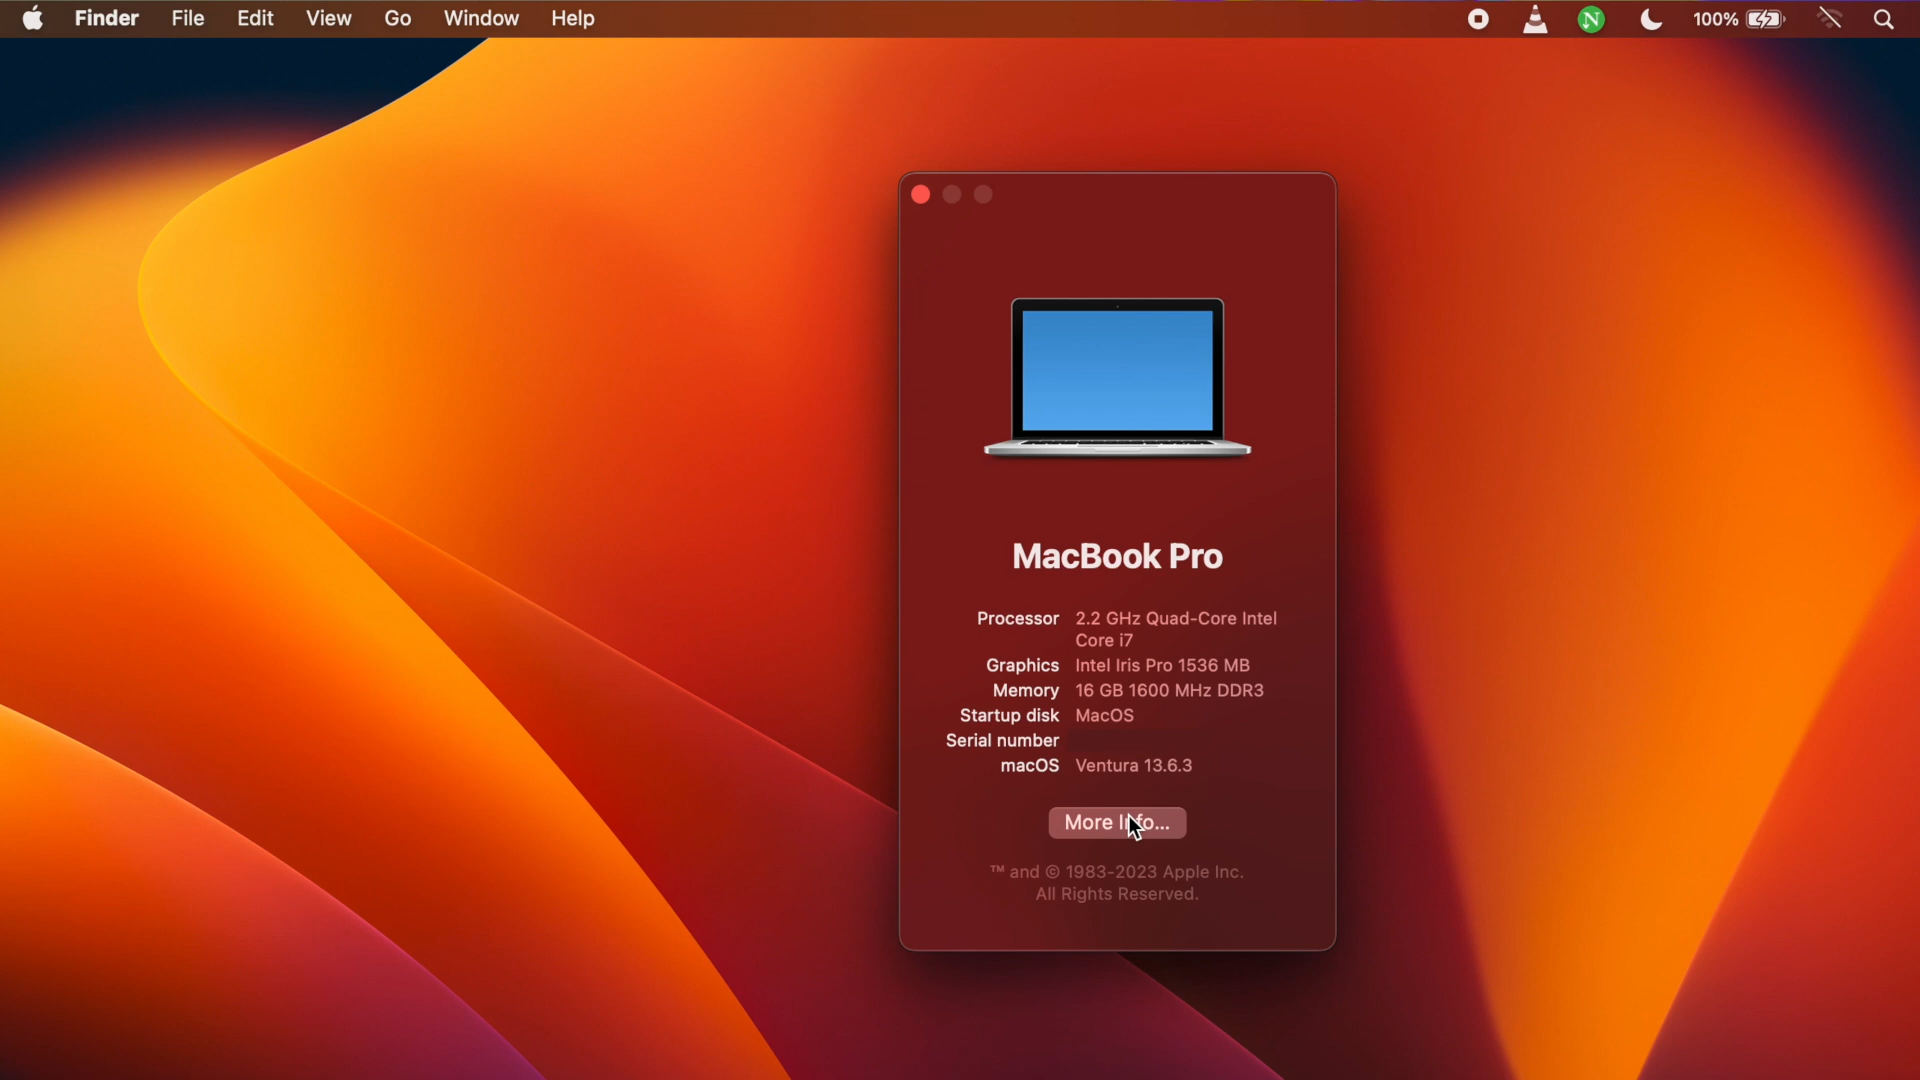 Finder File Edit View Go Window Help N 100%
MacBook Pro
Processor 2.2 GHz Quad-Core Intel
Core i7
Graphics Intel Iris Pro 1536 MB
Memory 16 GB 1600 MHz DDR3
Startup disk MacOS
Serial number
macOS Ventura 13.6.3
More Info...
™ and © 1983-2023 Apple Inc.
All Rights Reserved.